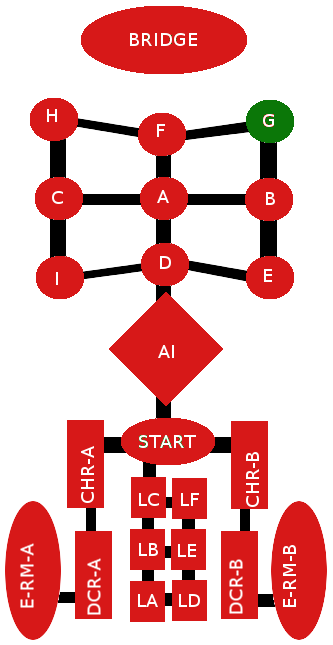 BRIDGE
H
F
G
C
A
B
I
D
E
AI
START
CHR-A
CHR-B
LC
LF
LB
LE
LA
LD
DCR-A
DCR-B
E-RM-A
E-RM-B